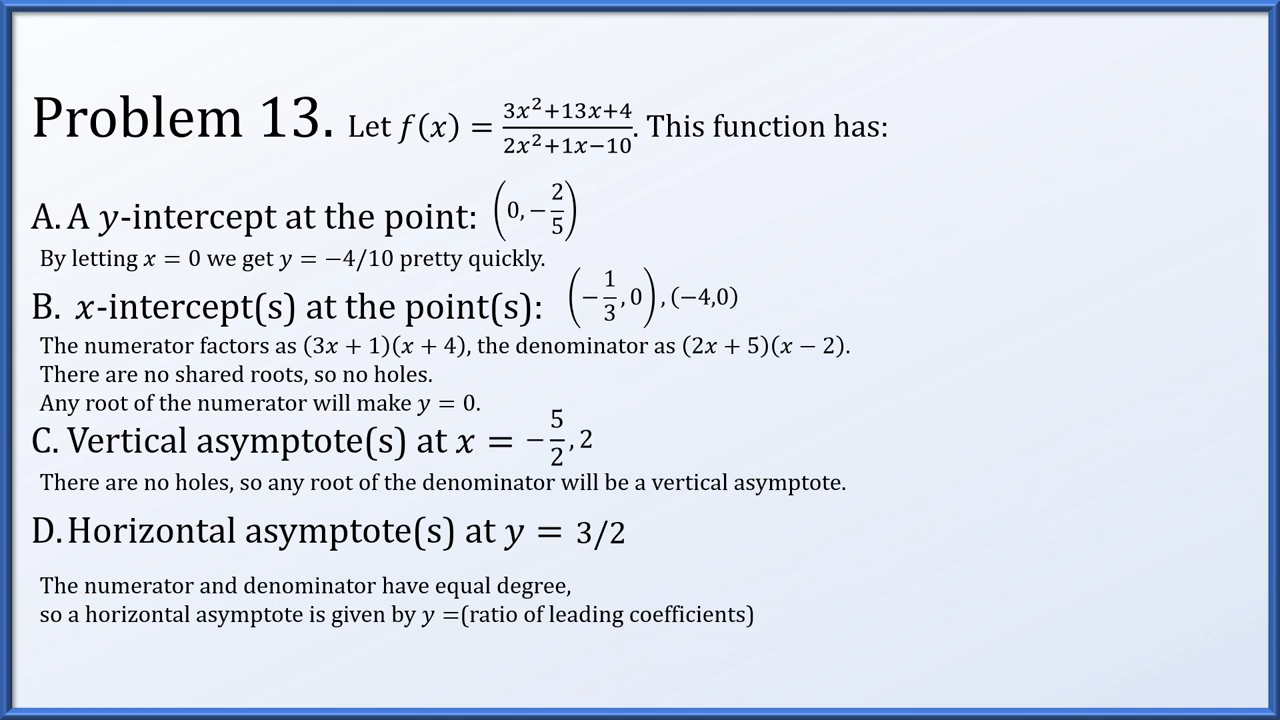 Problem 13. Let f(x) = (3x²+13x+4)/(2x²+1x−10). This function has:
A. A y-intercept at the point: (0, −2/5)
By letting x = 0 we get y = −4/10 pretty quickly.
B. x-intercept(s) at the point(s): (−1/3, 0), (−4,0)
The numerator factors as (3x + 1)(x + 4), the denominator as (2x + 5)(x − 2).
There are no shared roots, so no holes.
Any root of the numerator will make y = 0.
C. Vertical asymptote(s) at x = −5/2, 2
There are no holes, so any root of the denominator will be a vertical asymptote.
D. Horizontal asymptote(s) at y = 3/2
The numerator and denominator have equal degree,
so a horizontal asymptote is given by y =(ratio of leading coefficients)